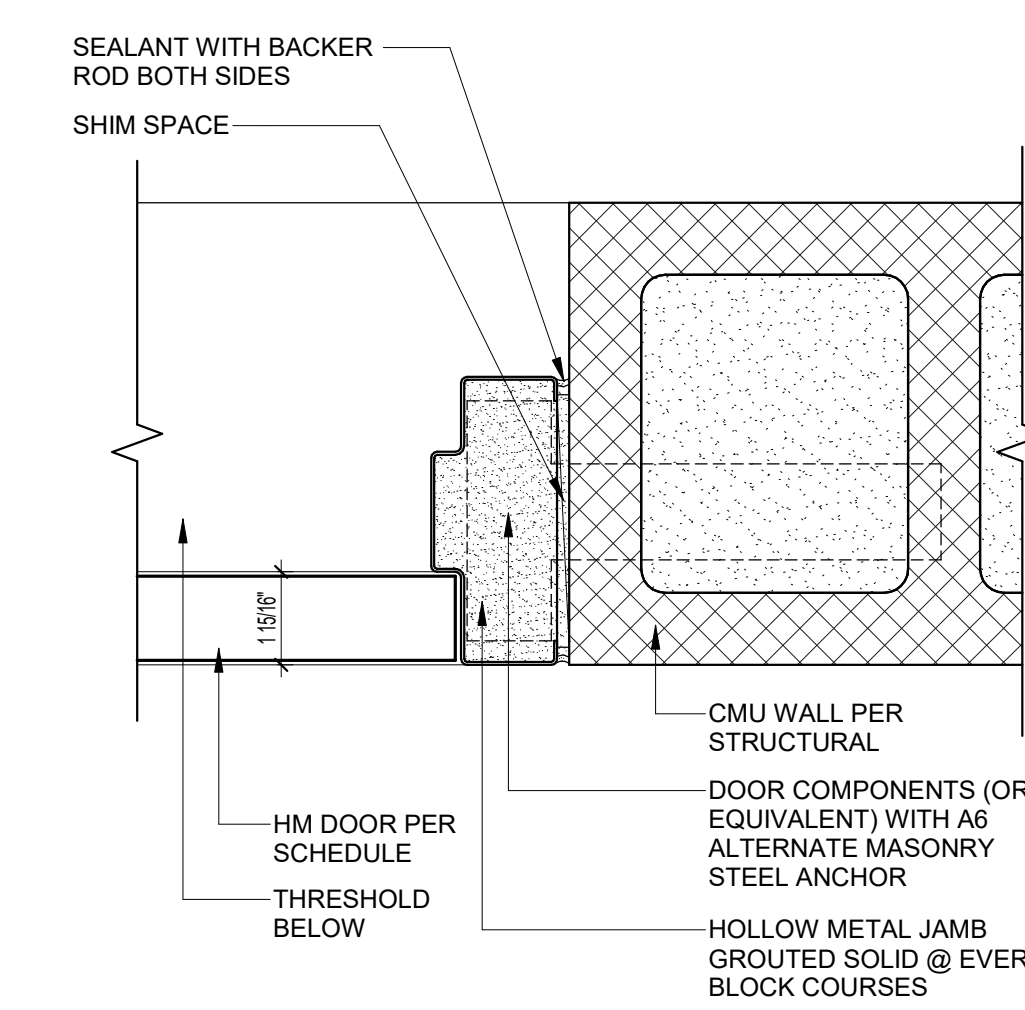 SEALANT WITH BACKER
ROD BOTH SIDES
SHIM SPACE
1 15/16"
CMU WALL PER
STRUCTURAL
DOOR COMPONENTS (OR
EQUIVALENT) WITH A6
ALTERNATE MASONRY
STEEL ANCHOR
HM DOOR PER
SCHEDULE
THRESHOLD
BELOW
HOLLOW METAL JAMB
GROUTED SOLID @ EVER
BLOCK COURSES